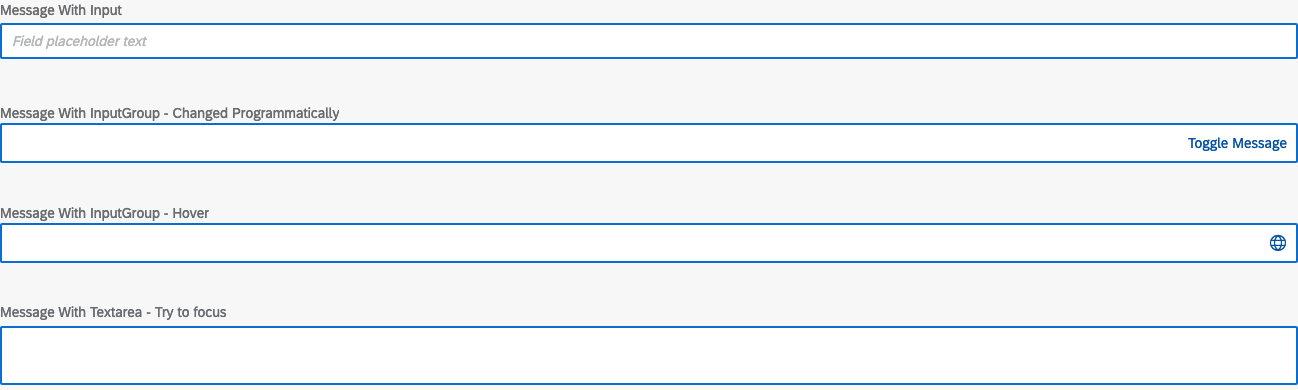 Message With Input
Field placeholder text
Message With InputGroup - Changed Programmatically
Toggle Message
Message With InputGroup - Hover
Message With Textarea - Try to focus